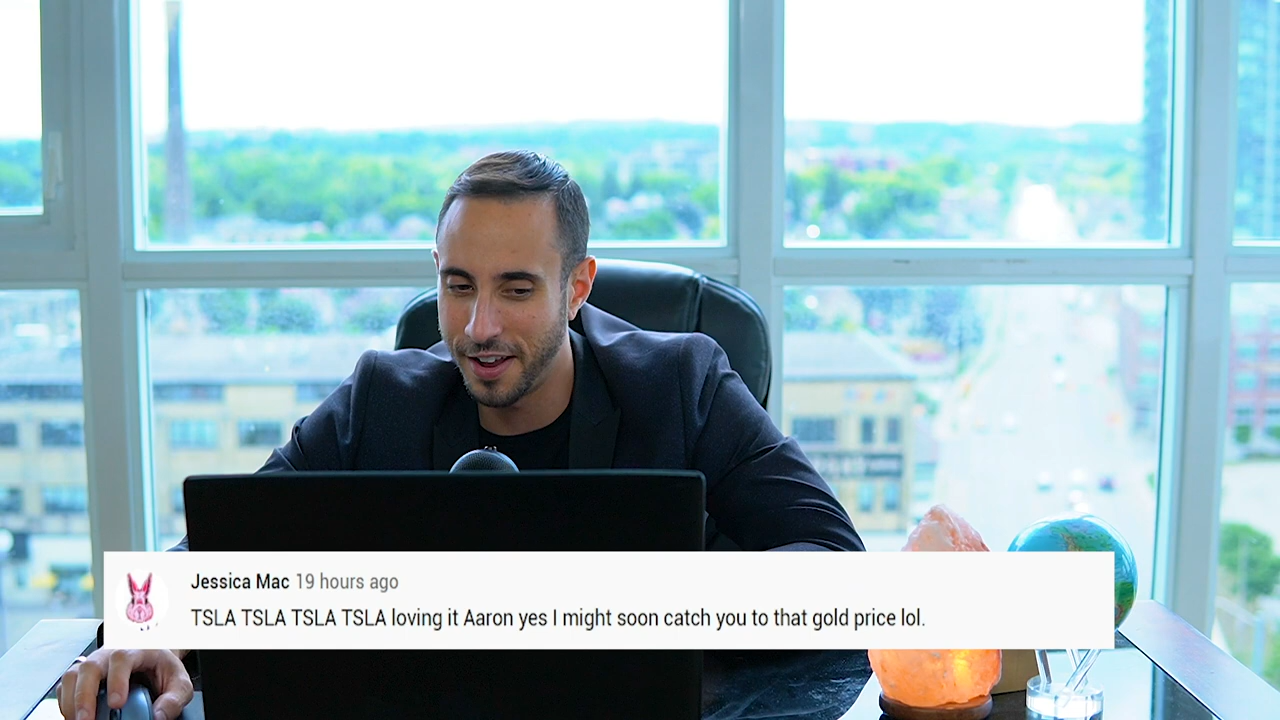 Jessica Mac 19 hours ago
TSLA TSLA TSLA TSLA loving it Aaron yes I might soon catch you to that gold price lol.